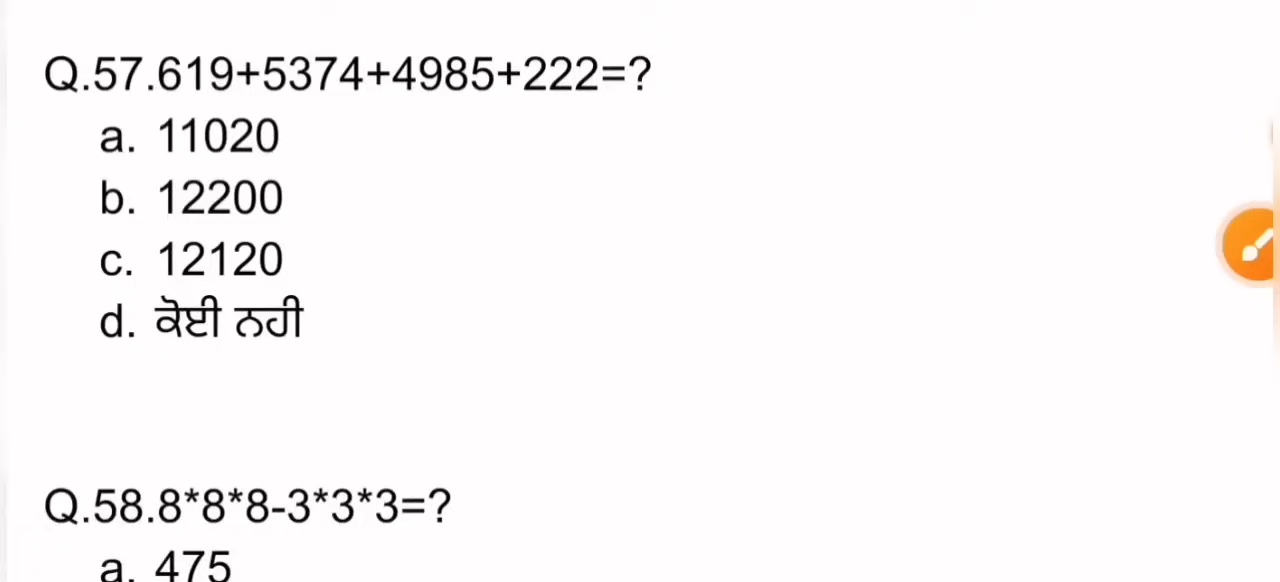 Q.57.619+5374+4985+222=?
a. 11020
b. 12200
c. 12120
d. ਕੋਈ ਨਹੀ
Q.58.8*8*8-3*3*3=?
a. 475